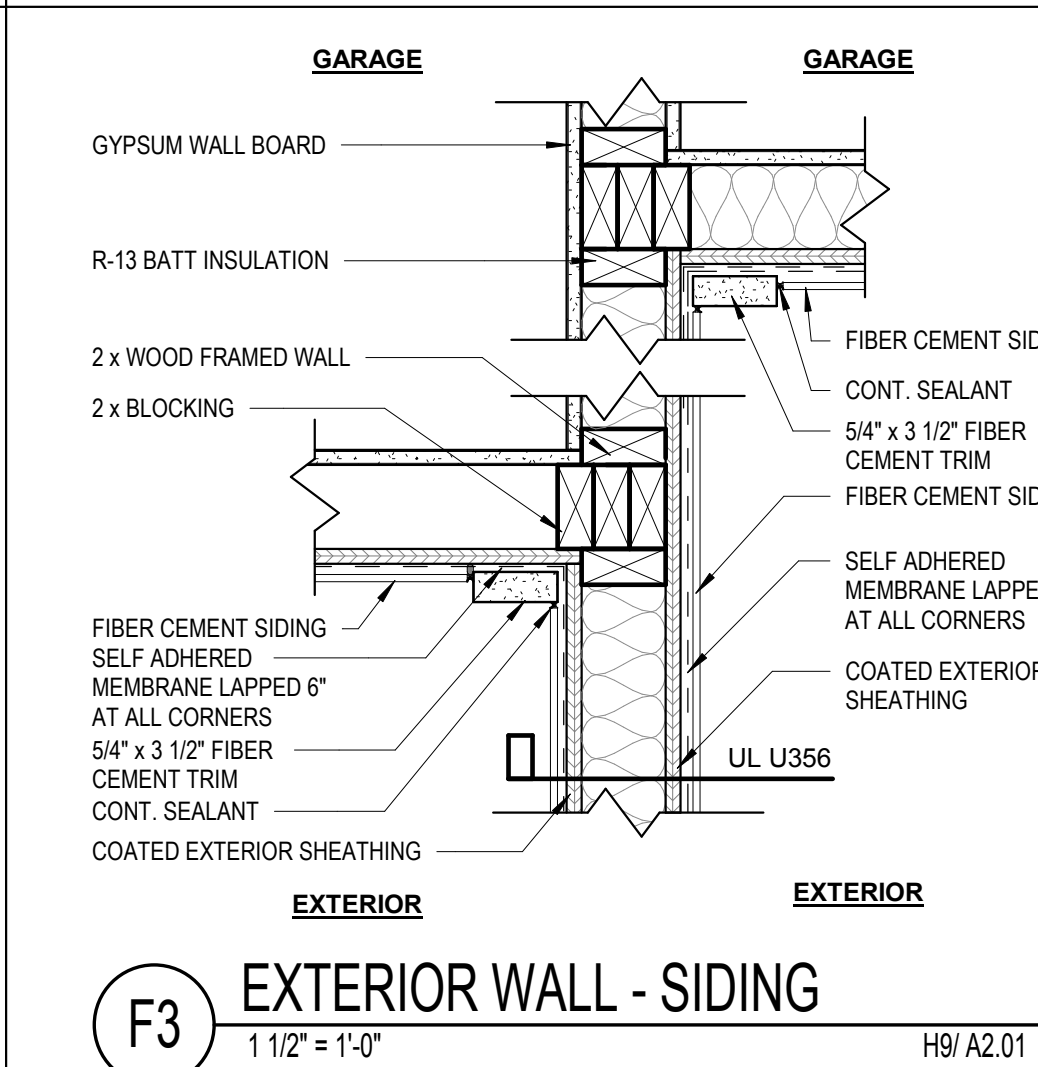 GARAGE
GARAGE
GYPSUM WALL BOARD
R-13 BATT INSULATION
2 x WOOD FRAMED WALL
2 x BLOCKING
FIBER CEMENT SIDING
SELF ADHERED
MEMBRANE LAPPED 6"
AT ALL CORNERS
5/4" x 3 1/2" FIBER
CEMENT TRIM
CONT. SEALANT
COATED EXTERIOR SHEATHING
FIBER CEMENT SID
CONT. SEALANT
5/4" x 3 1/2" FIBER
CEMENT TRIM
FIBER CEMENT SID
SELF ADHERED
MEMBRANE LAPPE
AT ALL CORNERS
COATED EXTERIOR
SHEATHING
UL U356
EXTERIOR
EXTERIOR
F3
EXTERIOR WALL - SIDING
1 1/2" = 1'-0"
H9/ A2.01